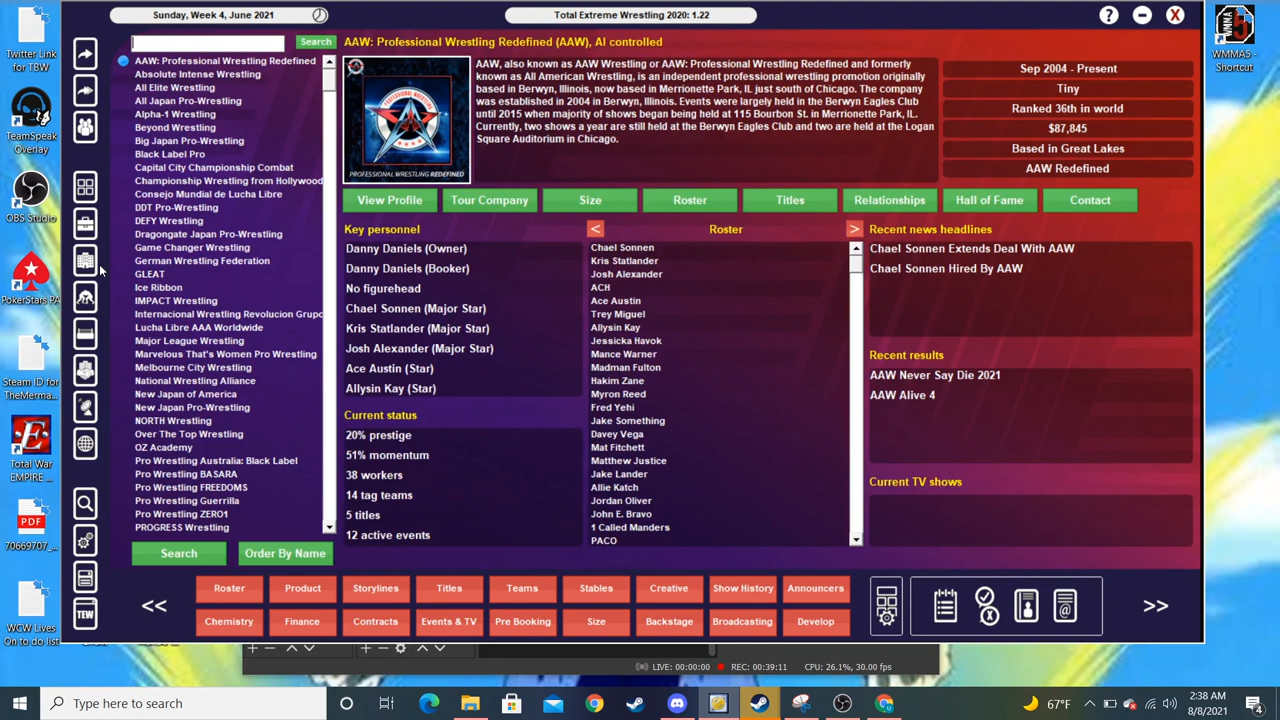 Twitter Link
for TBW
TeamSpeak
Overlay
OBS Studio
PokerStars PA
Steam ID for
TheMerma...
Total War
EMPIRE ...
PDF
70669707_...
WCW Lives
On to do list
Sunday, Week 4, June 2021
Total Extreme Wrestling 2020: 1.22
?
X
WMMA5 -
Shortcut
Search
AAW: Professional Wrestling Redefined
Absolute Intense Wrestling
All Elite Wrestling
All Japan Pro-Wrestling
Alpha-1 Wrestling
Beyond Wrestling
Big Japan Pro-Wrestling
Black Label Pro
Capital City Championship Combat
Championship Wrestling from Hollywood
Consejo Mundial de Lucha Libre
DDT Pro-Wrestling
DEFY Wrestling
Dragongate Japan Pro-Wrestling
Game Changer Wrestling
German Wrestling Federation
GLEAT
Ice Ribbon
IMPACT Wrestling
Internacional Wrestling Revolucion Grupo
Lucha Libre AAA Worldwide
Major League Wrestling
Marvelous That's Women Pro Wrestling
Melbourne City Wrestling
National Wrestling Alliance
New Japan of America
New Japan Pro-Wrestling
NORTH Wrestling
Over The Top Wrestling
OZ Academy
Pro Wrestling Australia: Black Label
Pro Wrestling BASARA
Pro Wrestling FREEDOMS
Pro Wrestling Guerrilla
Pro Wrestling ZERO1
PROGRESS Wrestling
Search
Order By Name
AAW: Professional Wrestling Redefined (AAW), AI controlled
PROFESSIONAL WRESTLING REDEFINED
AAW, also known as AAW Wrestling or AAW: Professional Wrestling Redefined and formerly
known as All American Wrestling, is an independent professional wrestling promotion originally
based in Berwyn, Illinois, now based in Merrionette Park, IL just south of Chicago. The company
was established in 2004 in Berwyn, Illinois. Events were largely held in the Berwyn Eagles Club
until 2015 when majority of shows began being held at 115 Bourbon St. in Merrionette Park, IL.
Currently, two shows a year are still held at the Berwyn Eagles Club and two are held at the Logan
Square Auditorium in Chicago.
Sep 2004 - Present
Tiny
Ranked 36th in world
$87,845
Based in Great Lakes
AAW Redefined
View Profile
Tour Company
Size
Roster
Titles
Relationships
Hall of Fame
Contact
Key personnel
Danny Daniels (Owner)
Danny Daniels (Booker)
No figurehead
Chael Sonnen (Major Star)
Kris Statlander (Major Star)
Josh Alexander (Major Star)
Ace Austin (Star)
Allysin Kay (Star)
Current status
20% prestige
51% momentum
38 workers
14 tag teams
5 titles
12 active events
<
Roster
>
Chael Sonnen
Kris Statlander
Josh Alexander
ACH
Ace Austin
Trey Miguel
Allysin Kay
Jessicka Havok
Mance Warner
Madman Fulton
Hakim Zane
Myron Reed
Fred Yehi
Jake Something
Davey Vega
Mat Fitchett
Matthew Justice
Jake Lander
Allie Katch
Jordan Oliver
John E. Bravo
1 Called Manders
PACO
Recent news headlines
Chael Sonnen Extends Deal With AAW
Chael Sonnen Hired By AAW
Recent results
AAW Never Say Die 2021
AAW Alive 4
Current TV shows
TEW
<<
Roster
Product
Storylines
Titles
Teams
Stables
Creative
Show History
Announcers
Chemistry
Finance
Contracts
Events & TV
Pre Booking
Size
Backstage
Broadcasting
Develop
>>
LIVE: 00:00:00
REC: 00:39:11
CPU: 26.1%, 30.00 fps
Type here to search
67°F
2:38 AM
8/8/2021
4